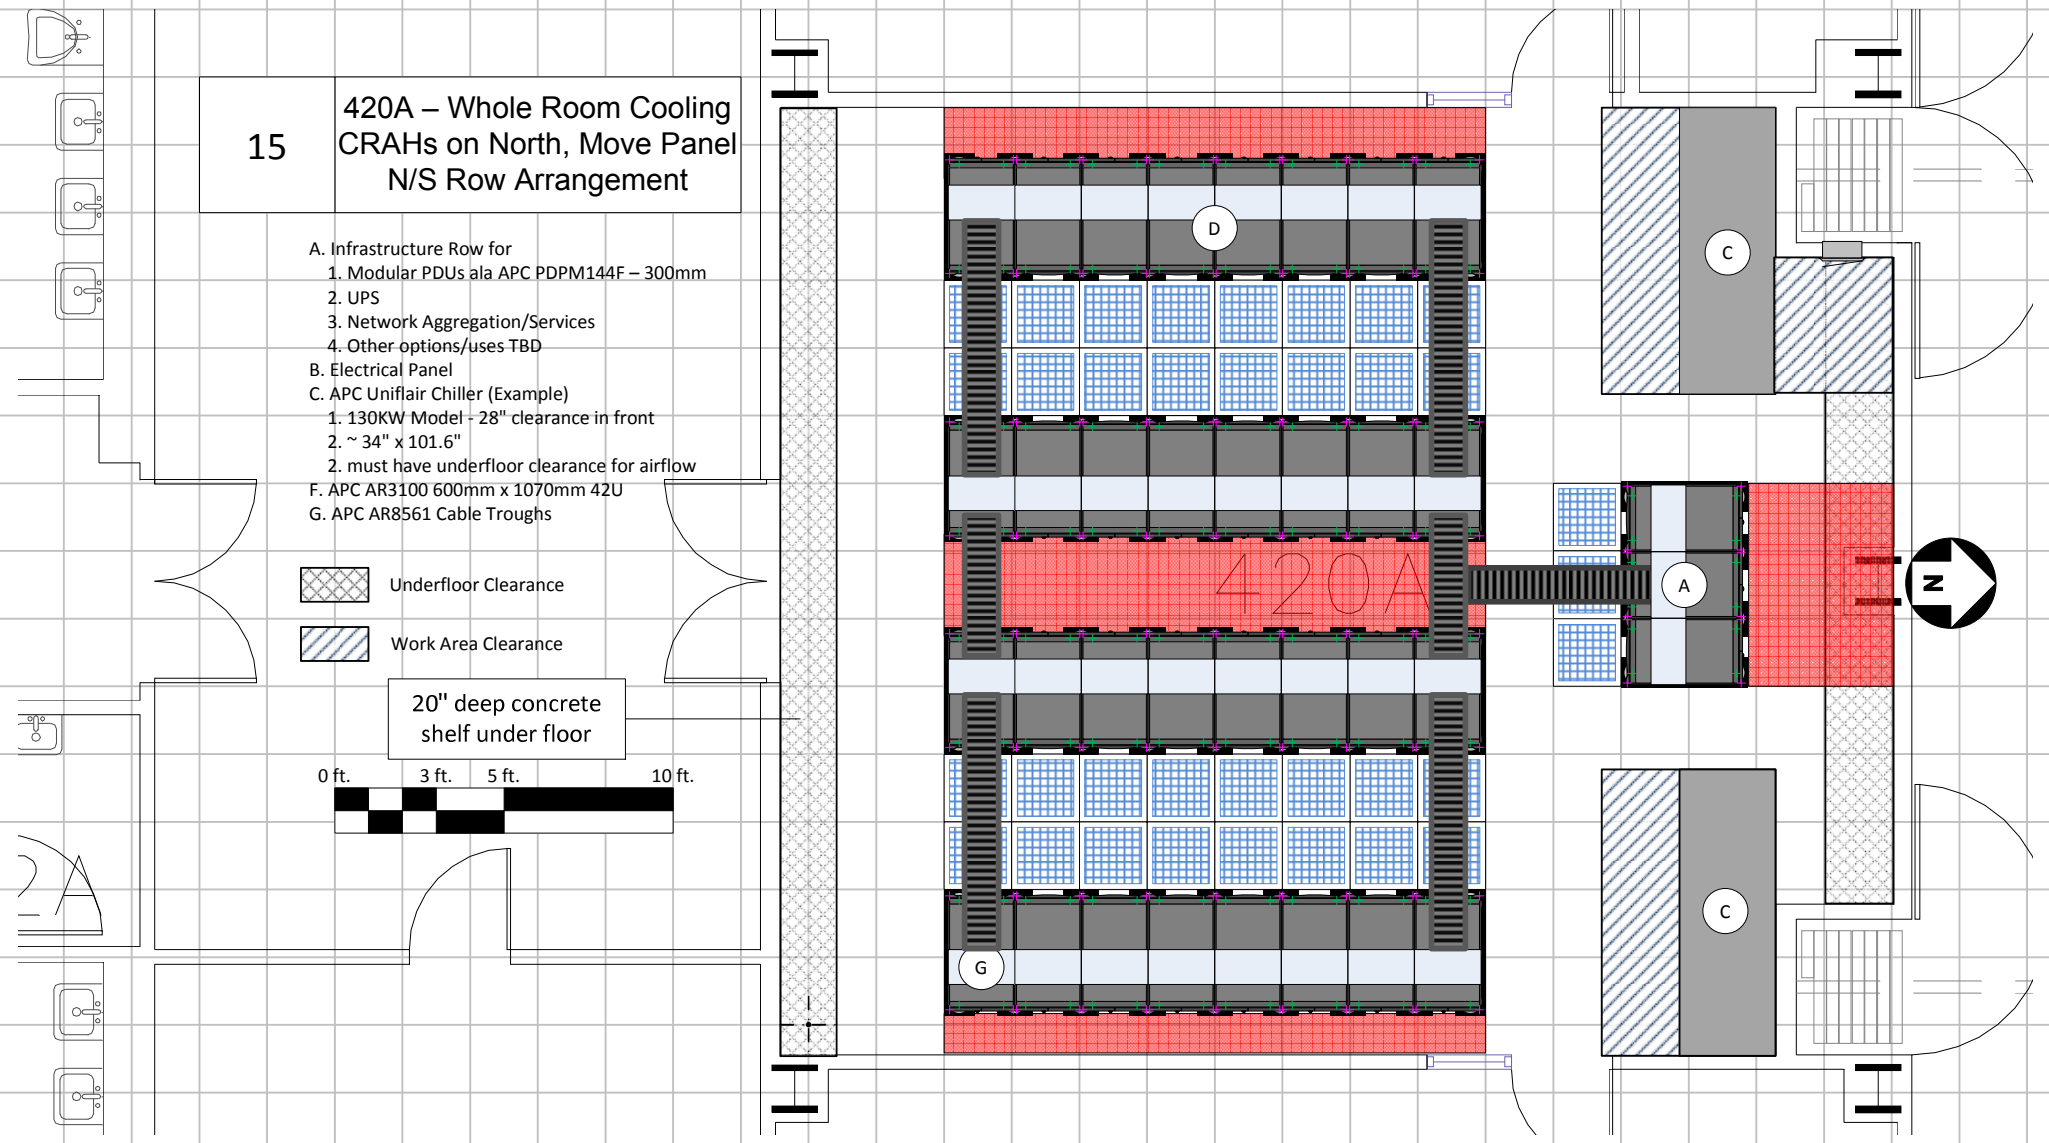 15
420A – Whole Room Cooling
CRAHs on North, Move Panel
N/S Row Arrangement
A. Infrastructure Row for
1. Modular PDUs ala APC PDPM144F – 300mm
2. UPS
3. Network Aggregation/Services
4. Other options/uses TBD
B. Electrical Panel
C. APC Uniflair Chiller (Example)
1. 130KW Model - 28" clearance in front
2. ~ 34" x 101.6"
2. must have underfloor clearance for airflow
F. APC AR3100 600mm x 1070mm 42U
G. APC AR8561 Cable Troughs
Underfloor Clearance
Work Area Clearance
20" deep concrete
shelf under floor
0 ft.
3 ft.
5 ft.
10 ft.
2A
D
G
420A
C
A
C
N